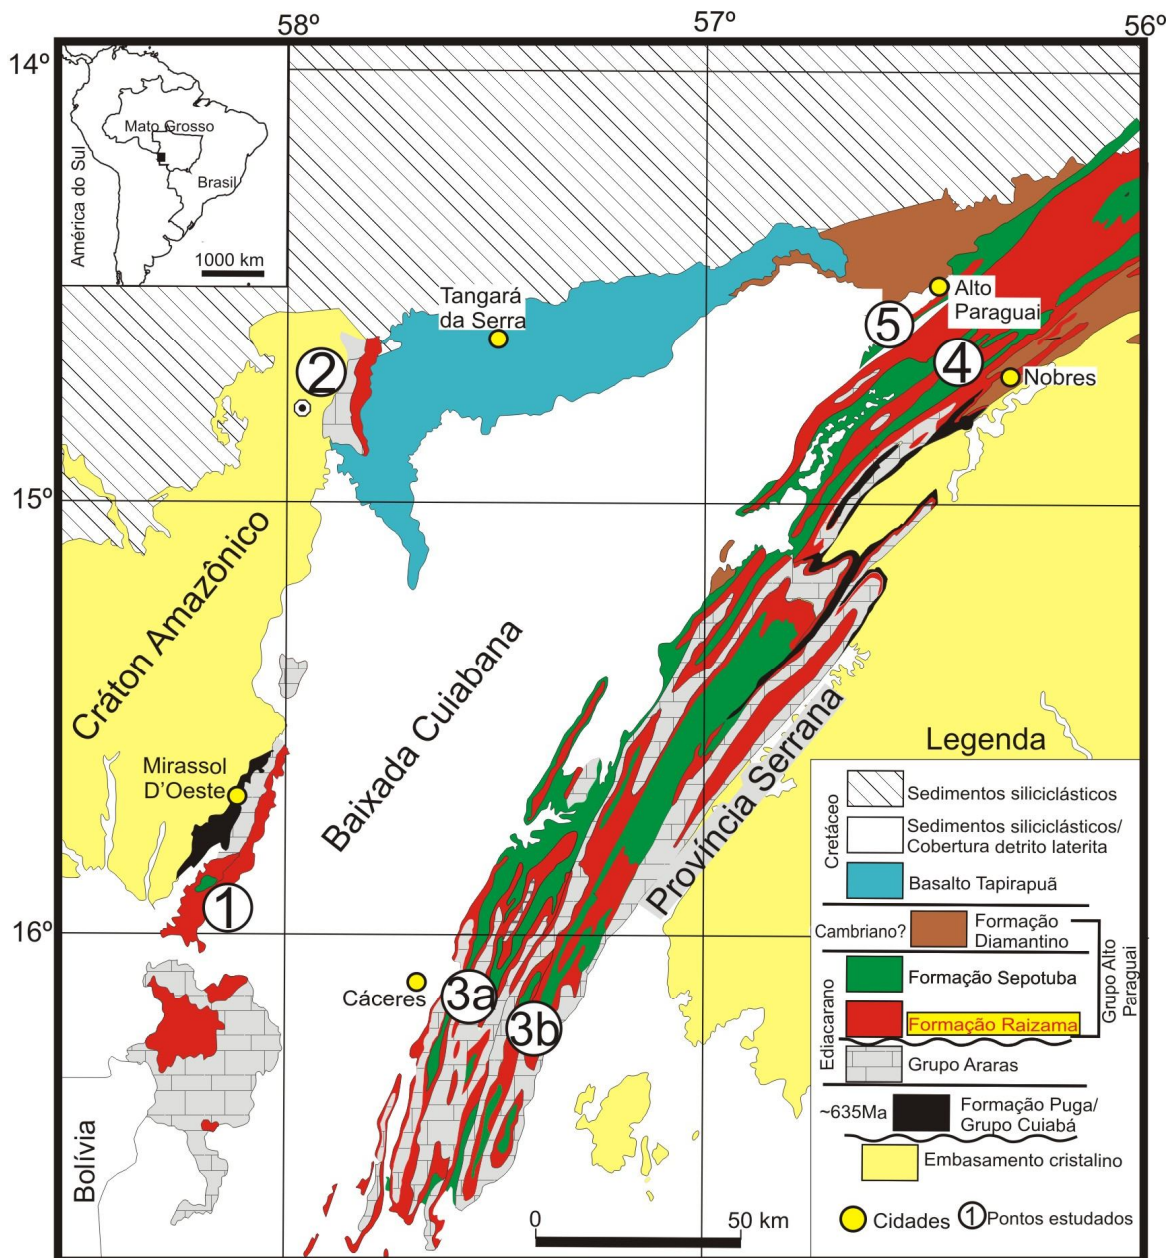 58º
57º
56º
14º
15º
16º
América do Sul
Mato Grosso
Brasil
1000 km
Tangará
da Serra
2
Alto
Paraguai
5
4
Nobres
Cráton Amazônico
Baixada Cuiabana
Província Serrana
Mirassol
D'Oeste
1
Cáceres
3a
3b
Bolívia
0
50 km
Legenda
Cretáceo
Sedimentos siliciclásticos
Sedimentos siliciclásticos/
Cobertura detrito laterita
Basalto Tapirapuã
Cambriano?
Formação
Diamantino
Ediacarano
Formação Sepotuba
Formação Raizama
Grupo Alto
Paraguai
Grupo Araras
~635Ma
Formação Puga/
Grupo Cuiabá
Embasamento cristalino
Cidades
1 Pontos estudados